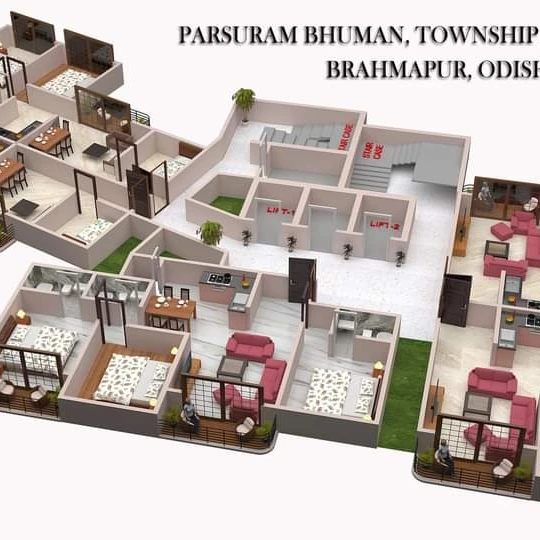 PARSURAM BHUMAN, TOWNSHIP
BRAHMAPUR, ODISH
STAIR CASE
STAIR
CASE
LIFT-1
LIFT-2